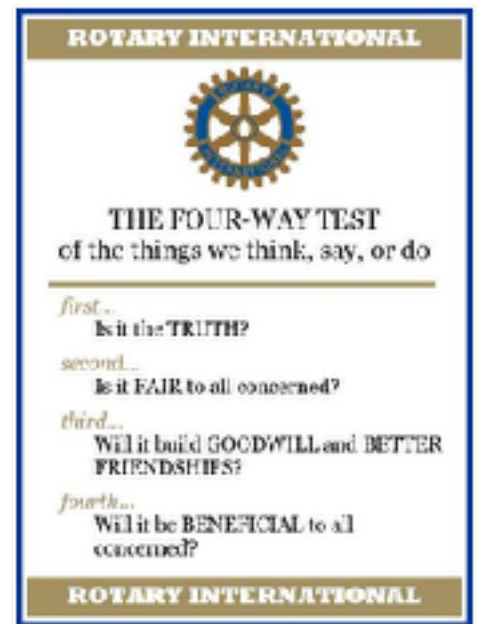 ROTARY INTERNATIONAL
ROTARY
INTERNATIONAL
THE FOUR-WAY TEST
of the things we think, say, or do
first...
Is it the TRUTH?
second...
Is it FAIR to all concerned?
third...
Will it build GOODWILL and BETTER
FRIENDSHIPS?
fourth...
Will it be BENEFICIAL to all
concerned?
ROTARY INTERNATIONAL